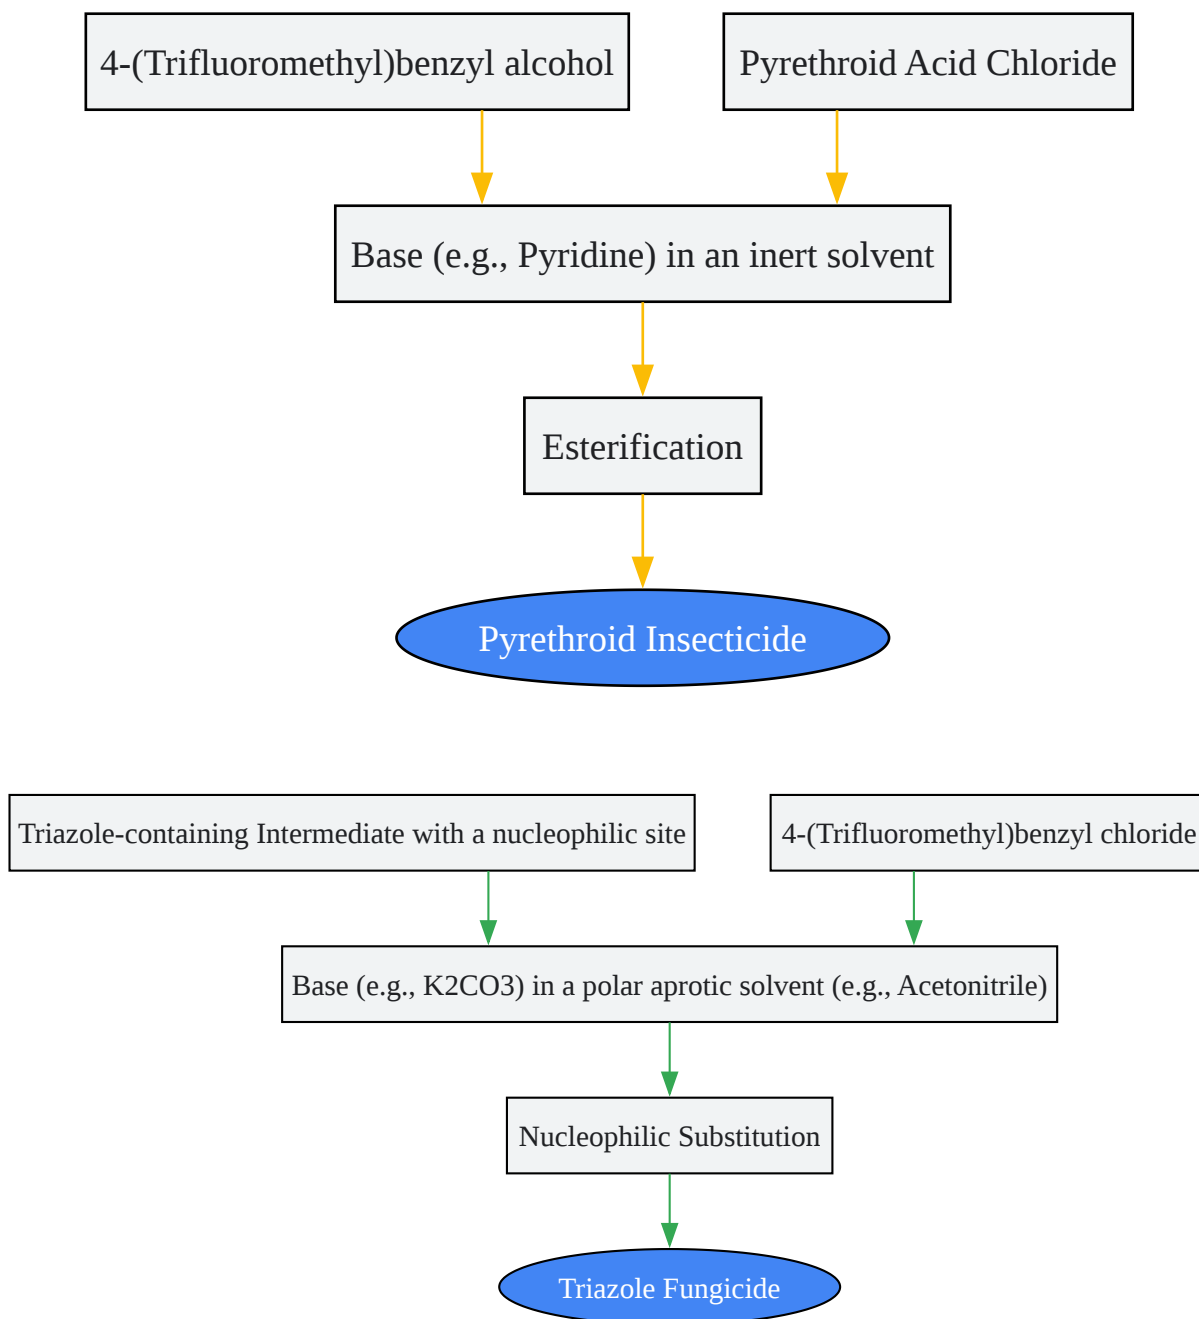 4-(Trifluoromethyl)benzyl alcohol
Pyrethroid Acid Chloride
Base (e.g., Pyridine) in an inert solvent
Esterification
Pyrethroid Insecticide
Triazole-containing Intermediate with a nucleophilic site
4-(Trifluoromethyl)benzyl chloride
Base (e.g., K2CO3) in a polar aprotic solvent (e.g., Acetonitrile)
Nucleophilic Substitution
Triazole Fungicide